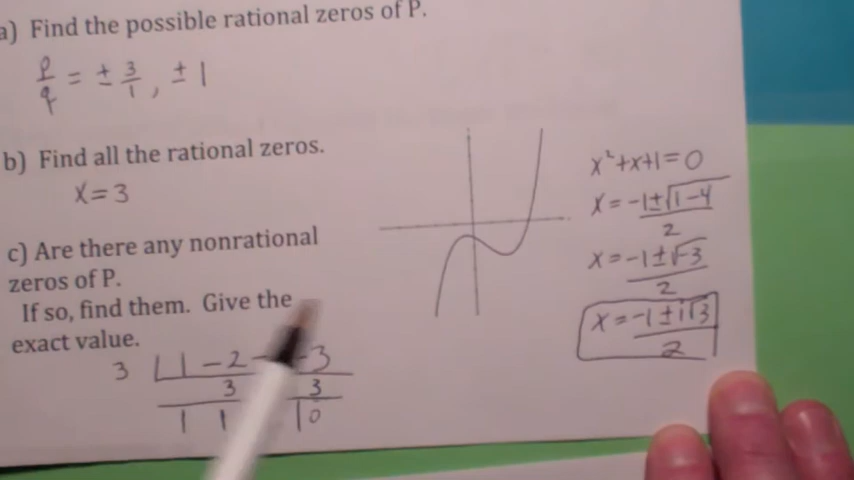 a) Find the possible rational zeros of P.
p/q = ± 3/1, ± 1
b) Find all the rational zeros.
x=3
c) Are there any nonrational
zeros of P.
If so, find them. Give the
exact value.
3 1 -2 -3
3 3
1 1 1 0
x²+x+1=0
x = -1±√1-4 / 2
x = -1±√-3 / 2
x = -1±i√3 / 2